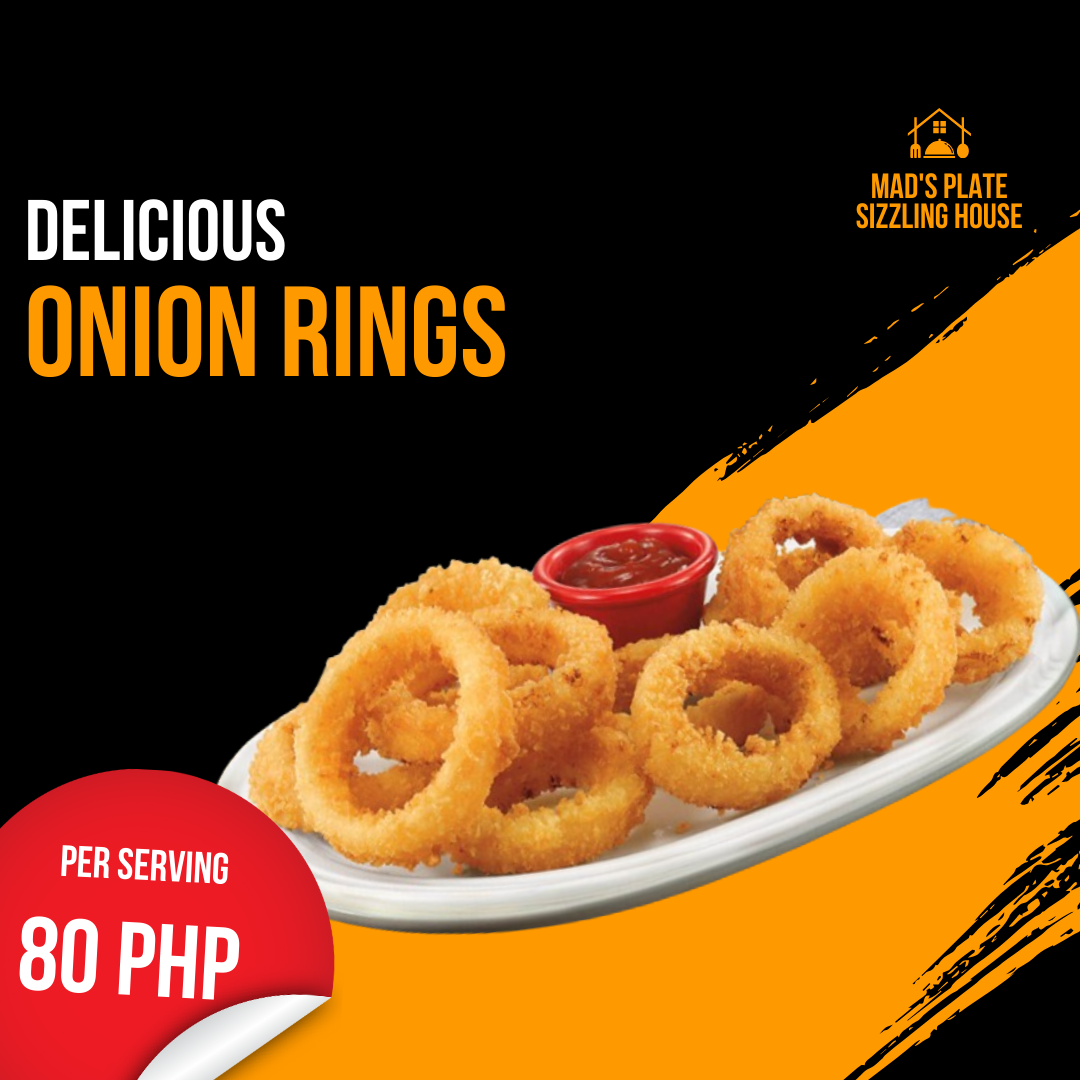 MAD'S PLATE
SIZZLING HOUSE
DELICIOUS
ONION RINGS
PER SERVING
80 PHP